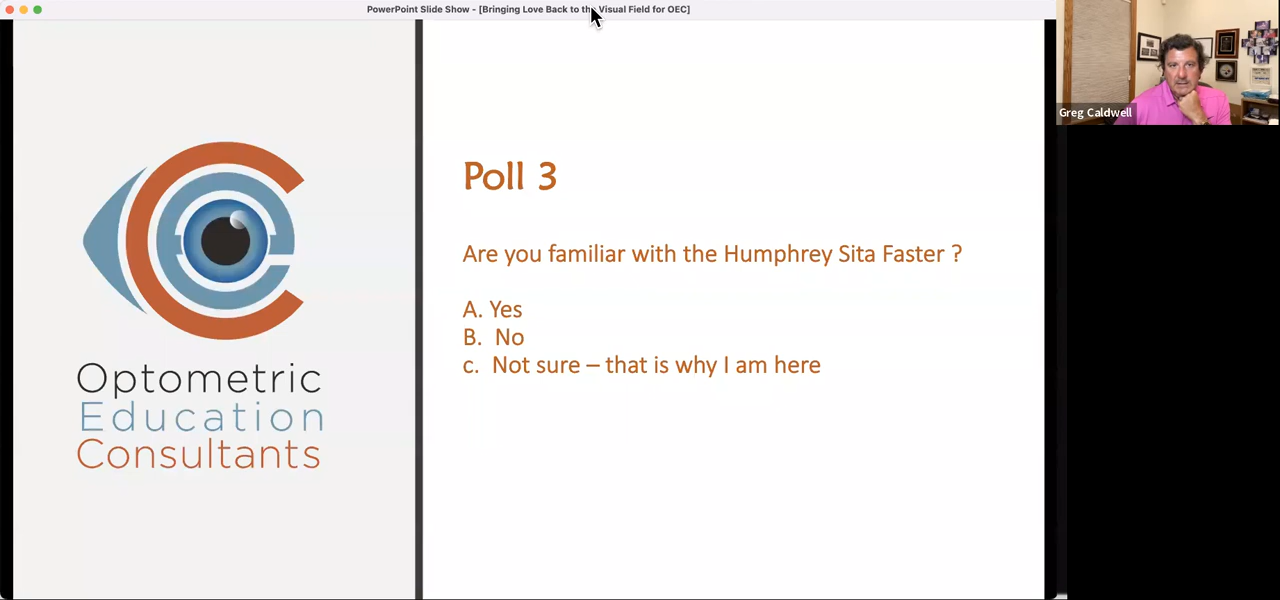 PowerPoint Slide Show - [Bringing Love Back to the Visual Field for OEC]
Greg Caldwell
Poll 3
Are you familiar with the Humphrey Sita Faster ?
A. Yes
B. No
c. Not sure – that is why I am here
Optometric
Education
Consultants